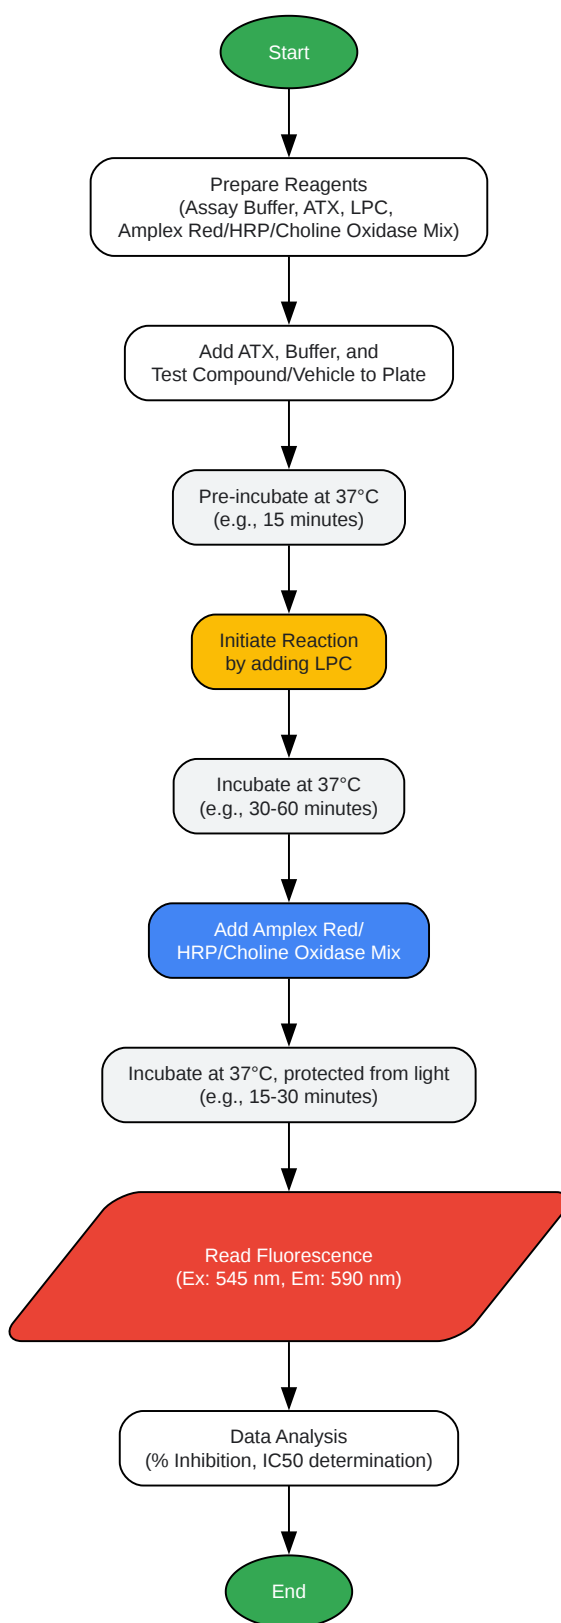 Start
Prepare Reagents
(Assay Buffer, ATX, LPC,
Amplex Red/HRP/Choline Oxidase Mix)
Add ATX, Buffer, and
Test Compound/Vehicle to Plate
Pre-incubate at 37°C
(e.g., 15 minutes)
Initiate Reaction
by adding LPC
Incubate at 37°C
(e.g., 30-60 minutes)
Add Amplex Red/
HRP/Choline Oxidase Mix
Incubate at 37°C, protected from light
(e.g., 15-30 minutes)
Read Fluorescence
(Ex: 545 nm, Em: 590 nm)
Data Analysis
(% Inhibition, IC50 determination)
End